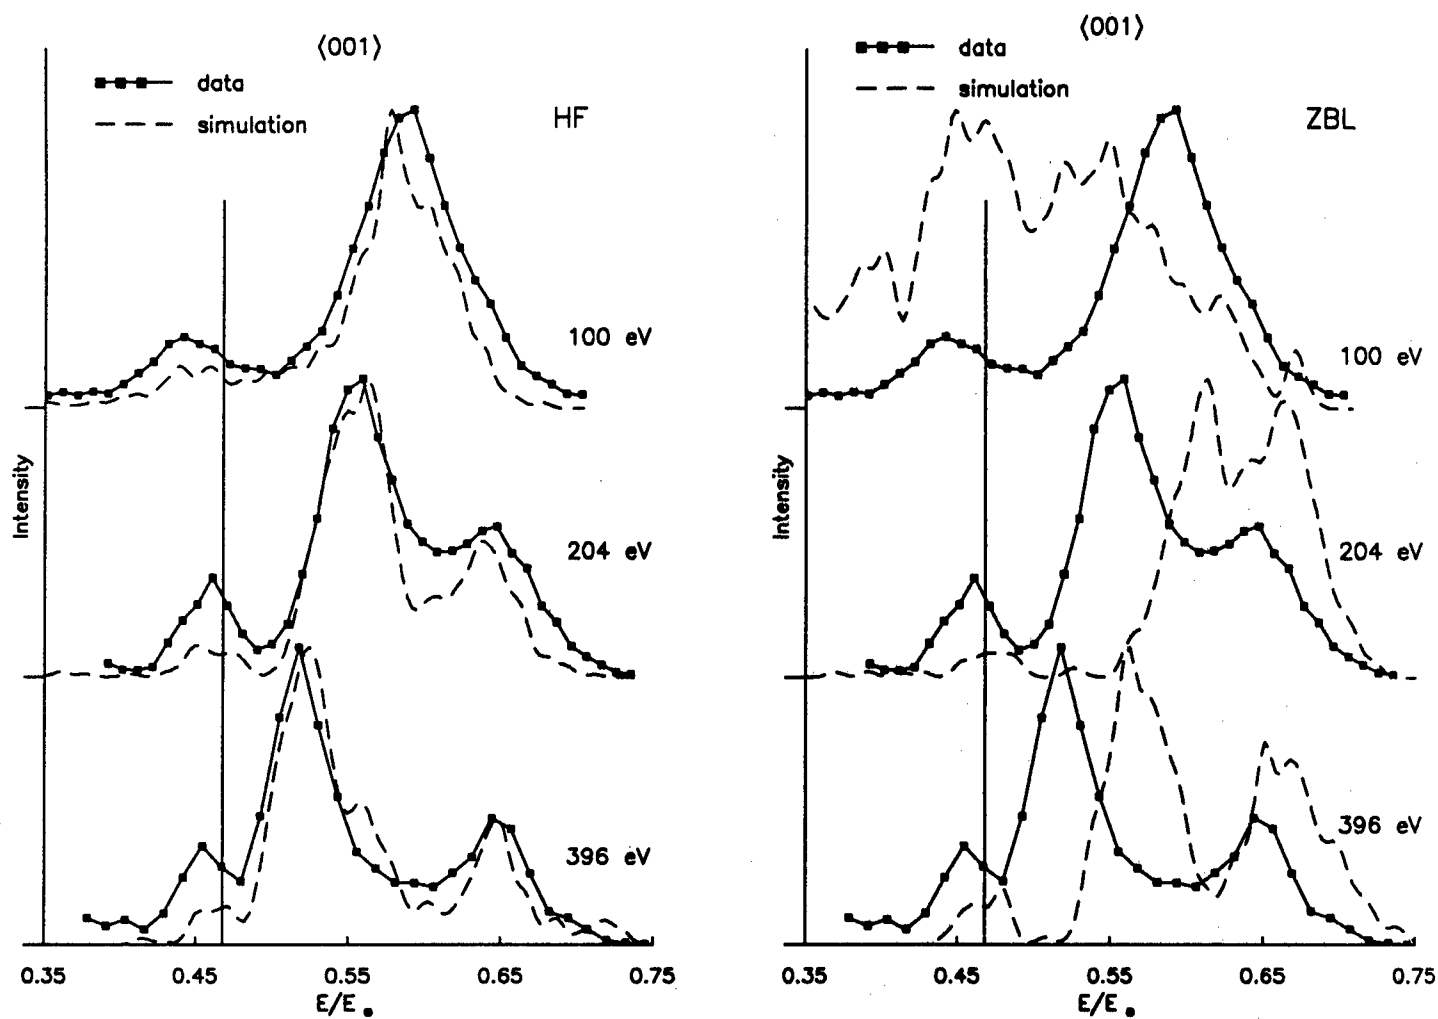 ⟨001⟩
data
simulation
HF
100 eV
204 eV
396 eV
Intensity
0.35 0.45 0.55 0.65 0.75
E/E.
⟨001⟩
data
simulation
ZBL
100 eV
204 eV
396 eV
Intensity
0.35 0.45 0.55 0.65 0.75
E/E.